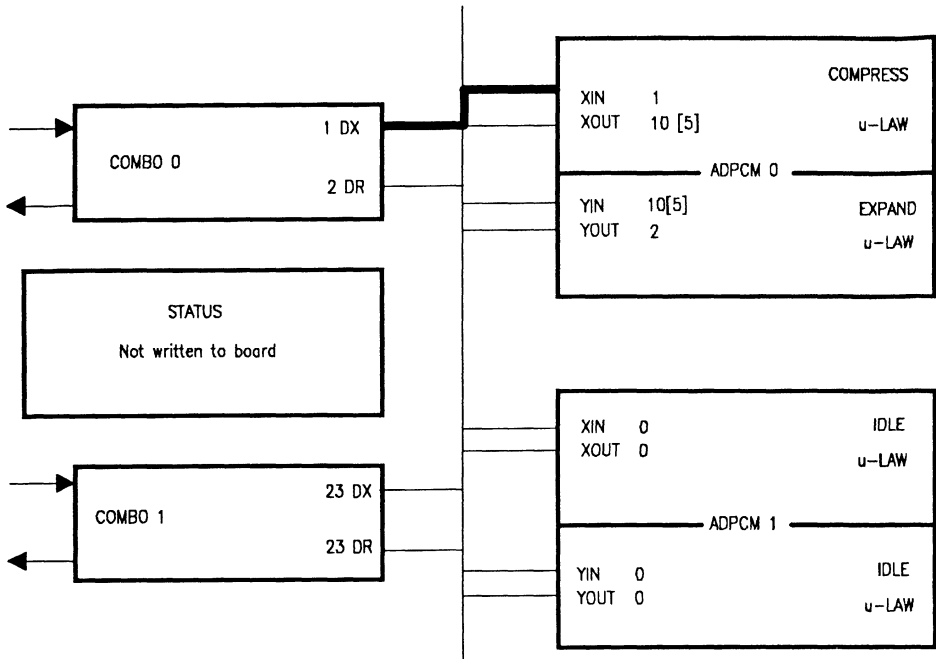 1 DX
COMBO 0
2 DR
STATUS
Not written to board
23 DX
COMBO 1
23 DR
COMPRESS
XIN 1
XOUT 10 [5] u-LAW
ADPCM 0
YIN 10[5] EXPAND
YOUT 2 u-LAW
XIN 0 IDLE
XOUT 0 u-LAW
ADPCM 1
YIN 0 IDLE
YOUT 0 u-LAW